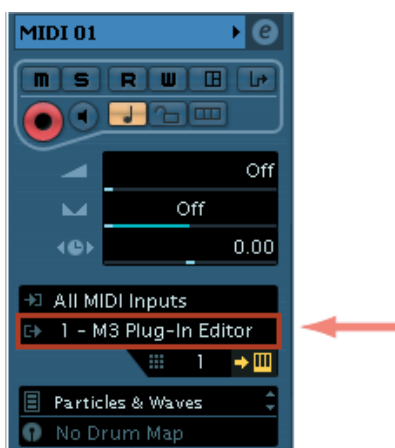 MIDI 01
e
m S R W
Off
Off
0.00
All MIDI Inputs
1 - M3 Plug-In Editor
1
Particles & Waves
No Drum Map